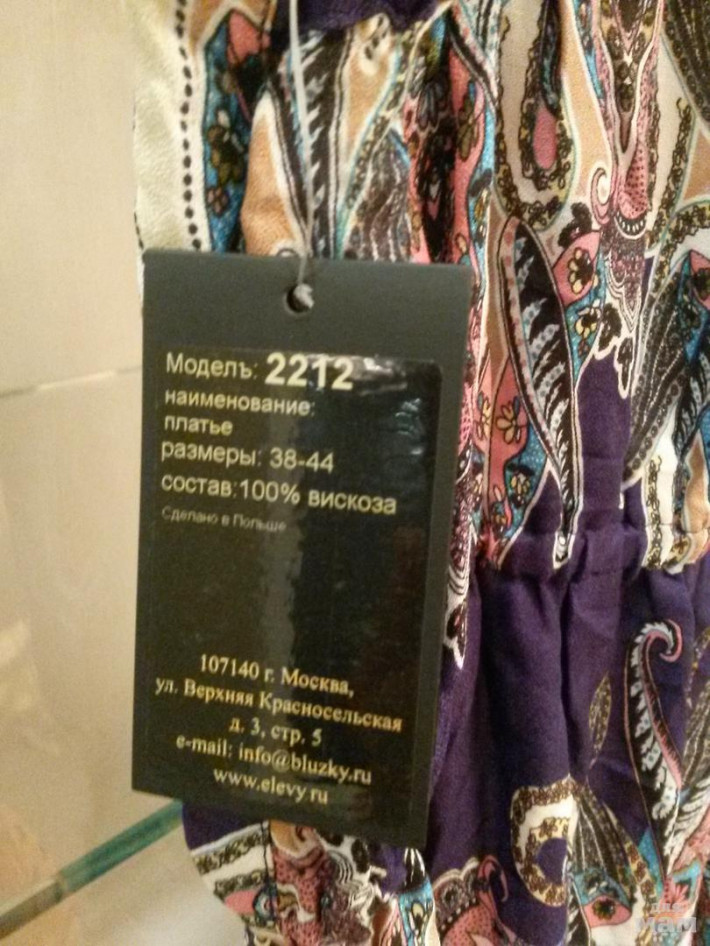 Моделъ: 2212
наименование:
платье
размеры: 38-44
состав:100% вискоза
Сделано в Польше
107140 г. Москва,
ул. Верхняя Красносельская
д. 3, стр. 5
e-mail: info@bluzky.ru
www.elevy.ru